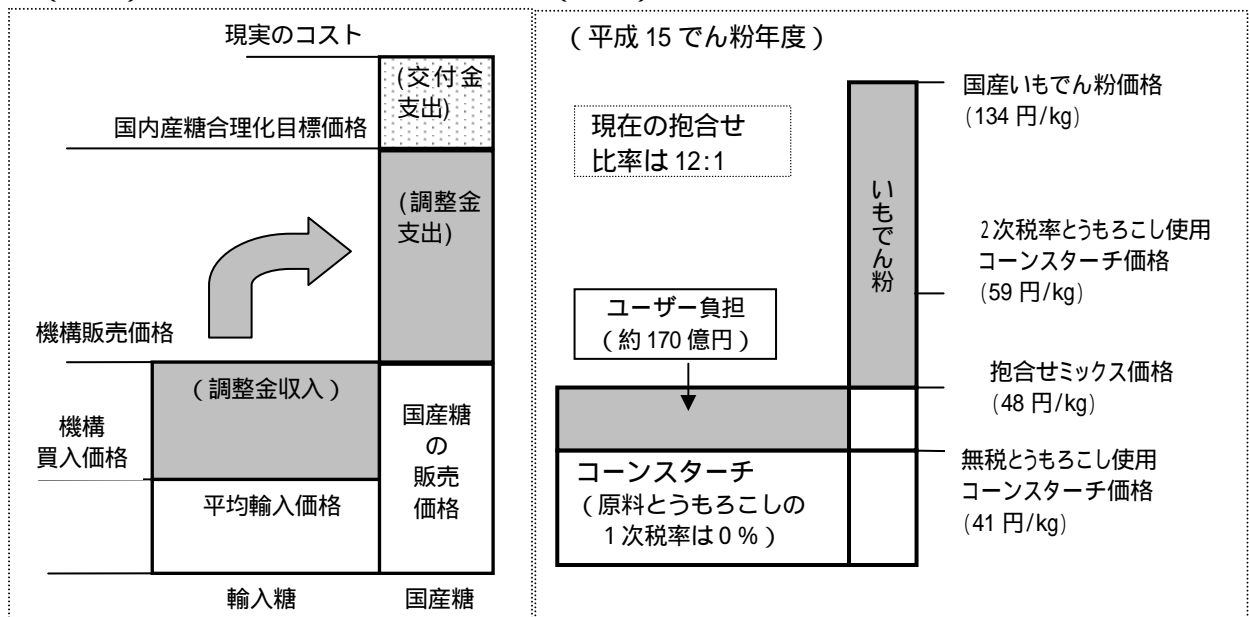 現実のコスト
(交付金
支出)
国内産糖合理化目標価格
(調整金
支出)
機構販売価格
(調整金収入)
機構
買入価格
平均輸入価格
国産糖
の
販売
価格
輸入糖
国産糖
(平成15でん粉年度)
現在の抱合せ
比率は12:1
いもでん粉
国産いもでん粉価格
(134円/kg)
2次税率とうもろこし使用
コーンスターチ価格
(59円/kg)
ユーザー負担
(約170億円)
抱合せミックス価格
(48円/kg)
コーンスターチ
(原料とうもろこしの
1次税率は0%)
無税とうもろこし使用
コーンスターチ価格
(41円/kg)